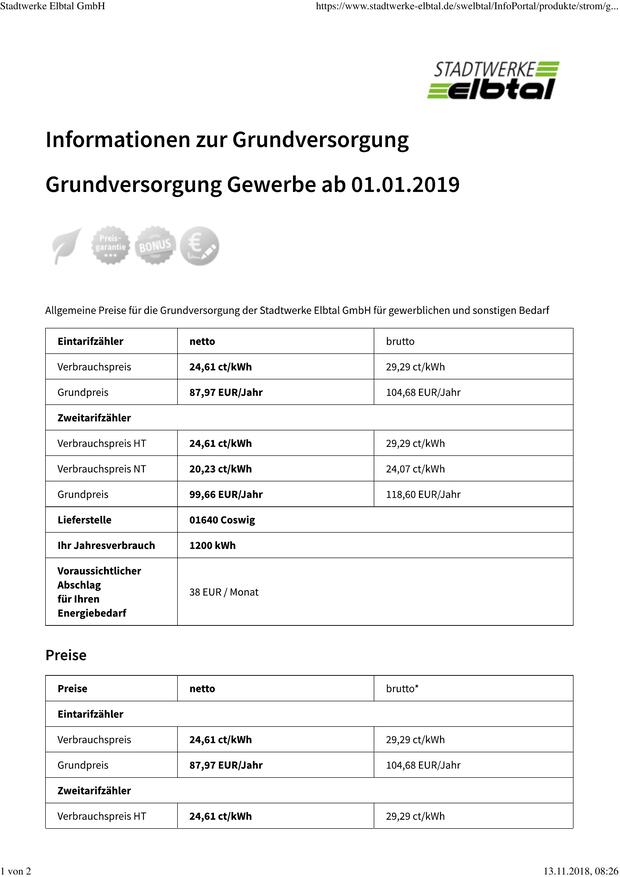 Stadtwerke Elbtal GmbH https://www.stadtwerke-elbtal.de/swelbtal/InfoPortal/produkte/strom/g...
STADTWERKE
elbtal
Informationen zur Grundversorgung
Grundversorgung Gewerbe ab 01.01.2019
Preis-
garantie
BONUS
€
Allgemeine Preise für die Grundversorgung der Stadtwerke Elbtal GmbH für gewerblichen und sonstigen Bedarf
Eintarifzähler netto brutto
Verbrauchspreis 24,61 ct/kWh 29,29 ct/kWh
Grundpreis 87,97 EUR/Jahr 104,68 EUR/Jahr
Zweitarifzähler
Verbrauchspreis HT 24,61 ct/kWh 29,29 ct/kWh
Verbrauchspreis NT 20,23 ct/kWh 24,07 ct/kWh
Grundpreis 99,66 EUR/Jahr 118,60 EUR/Jahr
Lieferstelle 01640 Coswig
Ihr Jahresverbrauch 1200 kWh
Voraussichtlicher
Abschlag
für Ihren
Energiebedarf
38 EUR / Monat
Preise
Preise netto brutto*
Eintarifzähler
Verbrauchspreis 24,61 ct/kWh 29,29 ct/kWh
Grundpreis 87,97 EUR/Jahr 104,68 EUR/Jahr
Zweitarifzähler
Verbrauchspreis HT 24,61 ct/kWh 29,29 ct/kWh
1 von 2 13.11.2018, 08:26